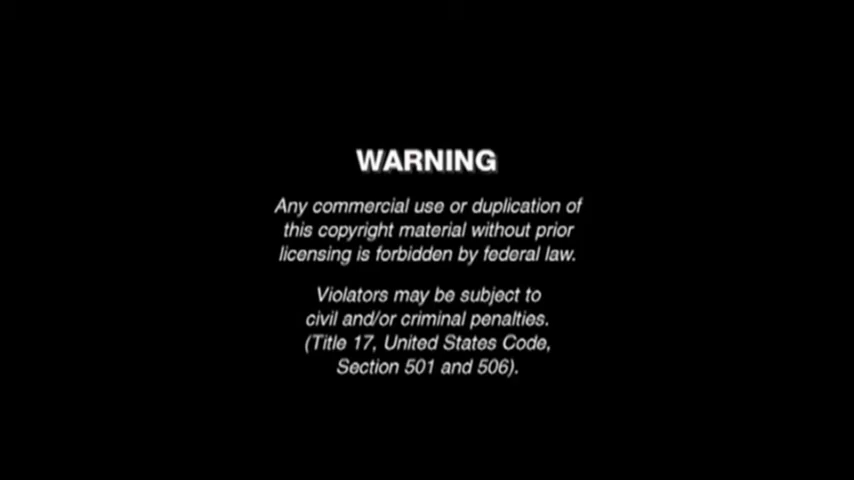 WARNING
Any commercial use or duplication of
this copyright material without prior
licensing is forbidden by federal law.
Violators may be subject to
civil and/or criminal penalties.
(Title 17, United States Code,
Section 501 and 506).